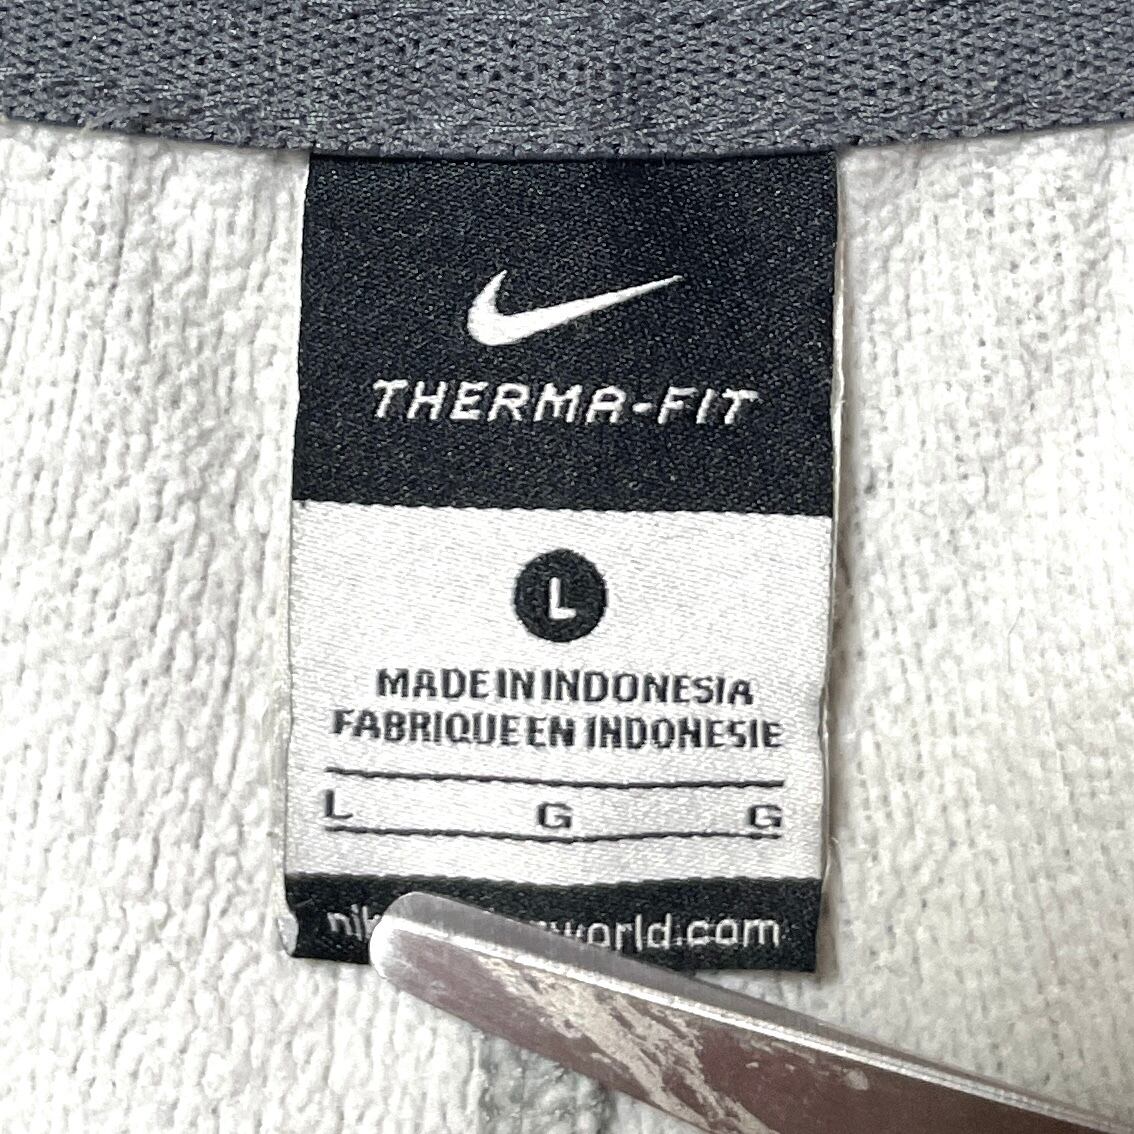 THERMA-FIT
L
MADE IN INDONESIA
FABRIQUE EN INDONESIE
L G G